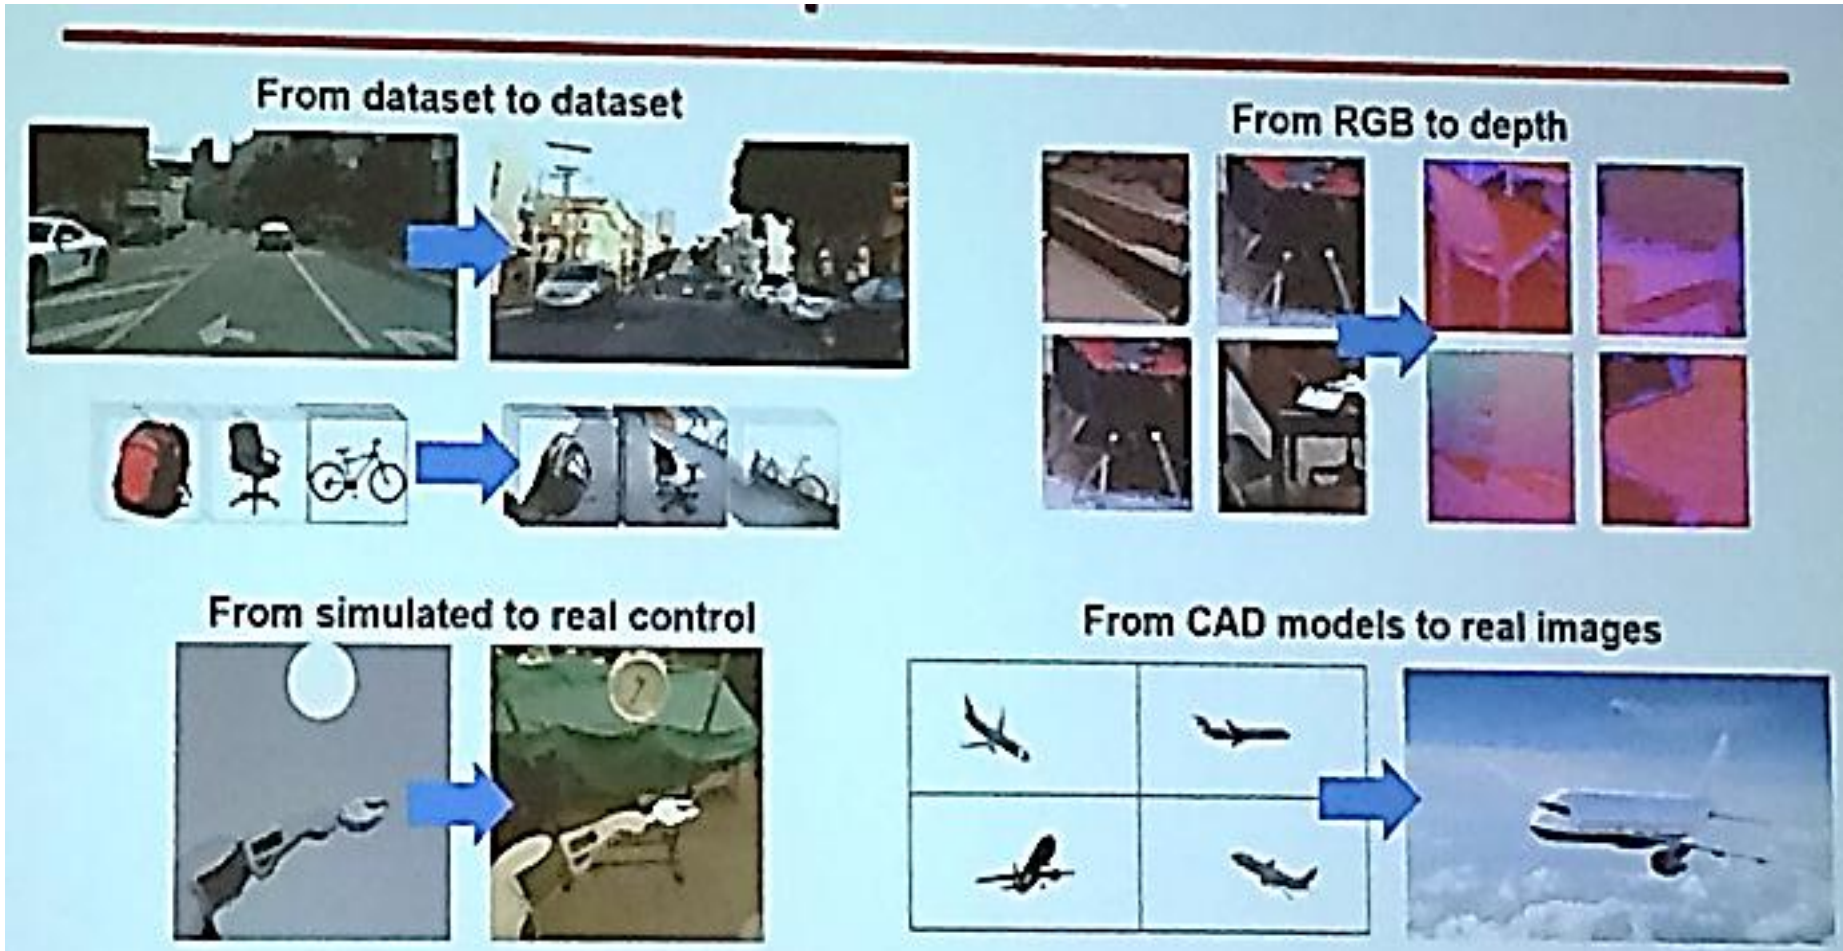 From dataset to dataset
From RGB to depth
From simulated to real control
From CAD models to real images